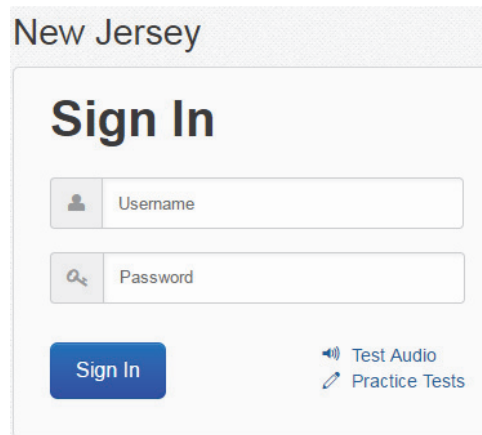 New Jersey
Sign In
Username
Password
Sign In
Test Audio
Practice Tests